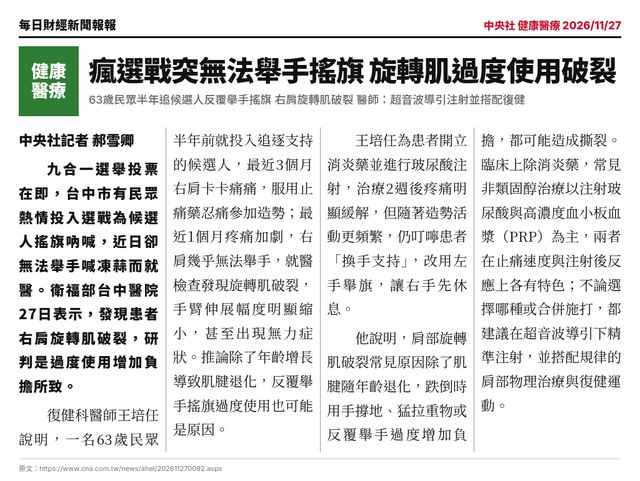 每日財經新聞報報
中央社 健康醫療 2026/11/27
健康
醫療
瘋選戰突無法舉手搖旗 旋轉肌過度使用破裂
63歲民眾半年追候選人反覆舉手搖旗 右肩旋轉肌破裂 醫師：超音波導引注射並搭配復健
中央社記者 郝雪卿
九合一選舉投票
在即，台中市有民眾
熱情投入選戰為候選
人搖旗吶喊，近日卻
無法舉手喊凍蒜而就
醫。衛福部台中醫院
27日表示，發現患者
右肩旋轉肌破裂，研
判是過度使用增加負
擔所致。
復健科醫師王培任
說明，一名63歲民眾
半年前就投入追逐支持
的候選人，最近3個月
右肩卡卡痛痛，服用止
痛藥忍痛參加造勢；最
近1個月疼痛加劇，右
肩幾乎無法舉手，就醫
檢查發現旋轉肌破裂，
手臂伸展幅度明顯縮
小，甚至出現無力症
狀。推論除了年齡增長
導致肌腱退化，反覆舉
手搖旗過度使用也可能
是原因。
王培任為患者開立
消炎藥並進行玻尿酸注
射，治療2週後疼痛明
顯緩解，但隨著造勢活
動更頻繁，仍叮嚀患者
「換手支持」，改用左
手舉旗，讓右手先休
息。
他說明，肩部旋轉
肌破裂常見原因除了肌
腱隨年齡退化，跌倒時
用手撐地、猛拉重物或
反覆舉手過度增加負
擔，都可能造成撕裂。
臨床上除消炎藥，常見
非類固醇治療以注射玻
尿酸與高濃度血小板血
漿（PRP）為主，兩者
在止痛速度與注射後反
應上各有特色；不論選
擇哪種或合併施打，都
建議在超音波導引下精
準注射，並搭配規律的
肩部物理治療與復健運
動。
原文：https://www.cna.com.tw/news/ahel/202611270092.aspx